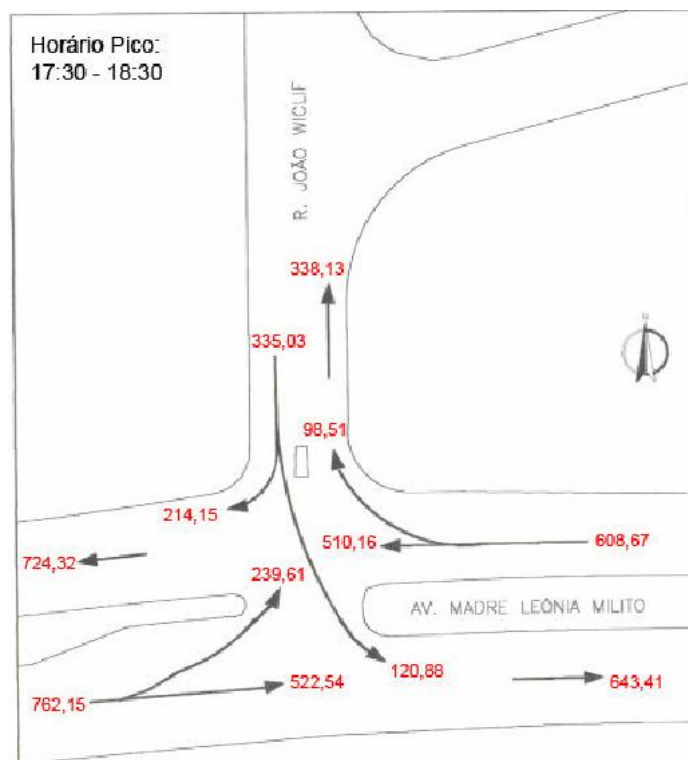 Horário Pico:
17:30 - 18:30
R. JOÃO WICLIF
338,13
335,03
98,51
N
214,15
510,16
608,67
724,32
239,61
AV. MADRE LEÔNIA MILITO
120,88
522,54
643,41
762,15